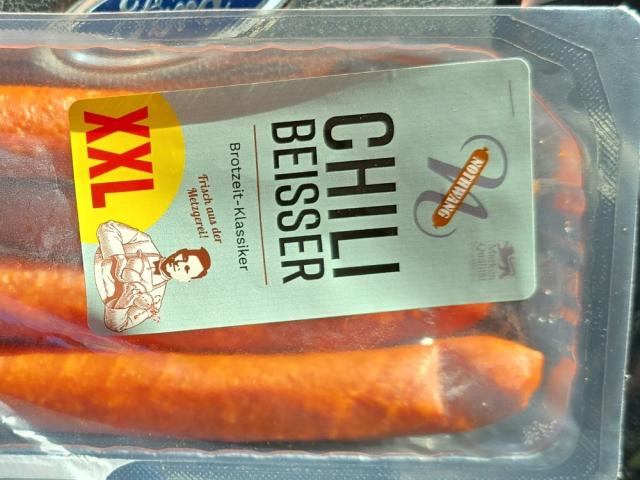 NOTHWANG
CHILI
BEISSER
Brotzeit-Klassiker
Frisch aus der
Metzgerei!
XXL